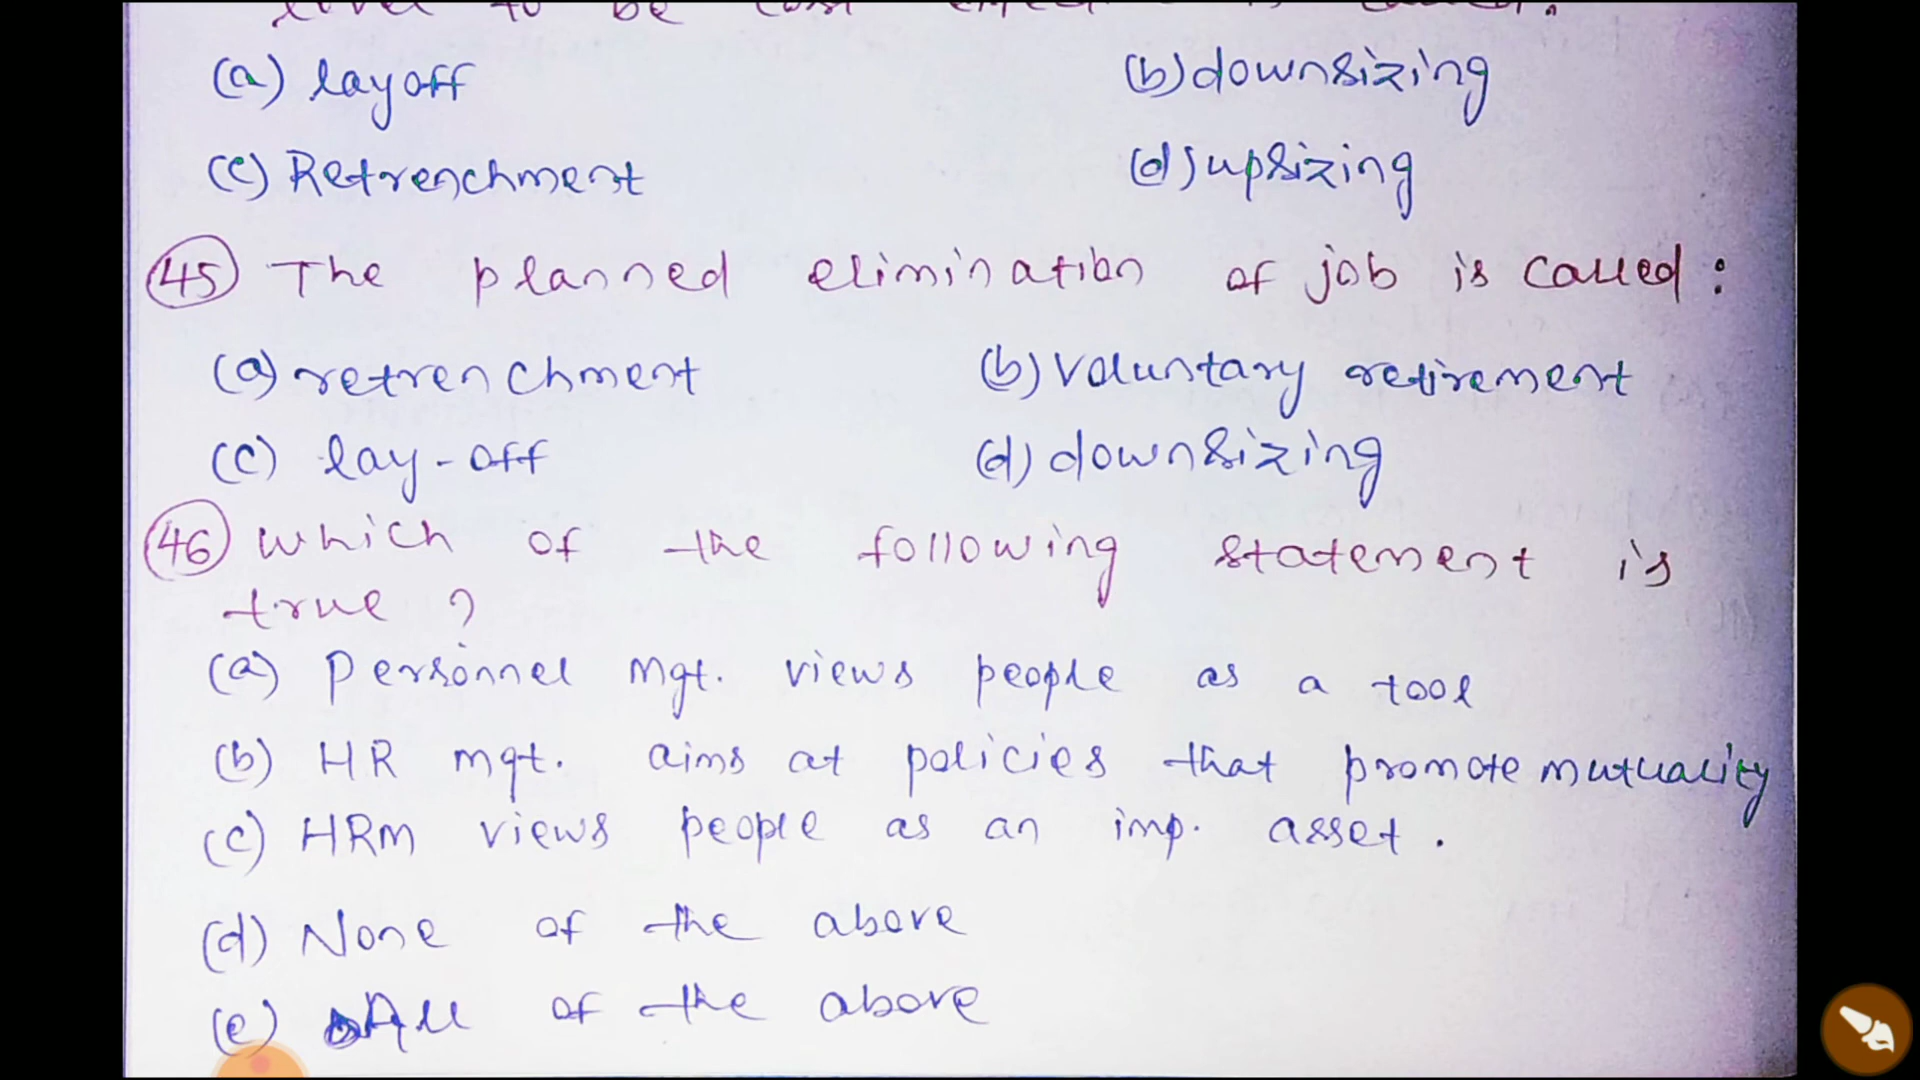 to be
(a) layoff (b) downsizing
(c) Retrenchment (d) upsizing
45 The planned elimination of job is called :
(a) retrenchment (b) voluntary retirement
(c) lay-off (d) downsizing
46 which of the following statement is
true ?
(a) Personnel mgt. views people as a tool
(b) HR mgt. aims at policies that promote mutuality
(c) HRM views people as an imp. asset.
(d) None of the above
(e) All of the above